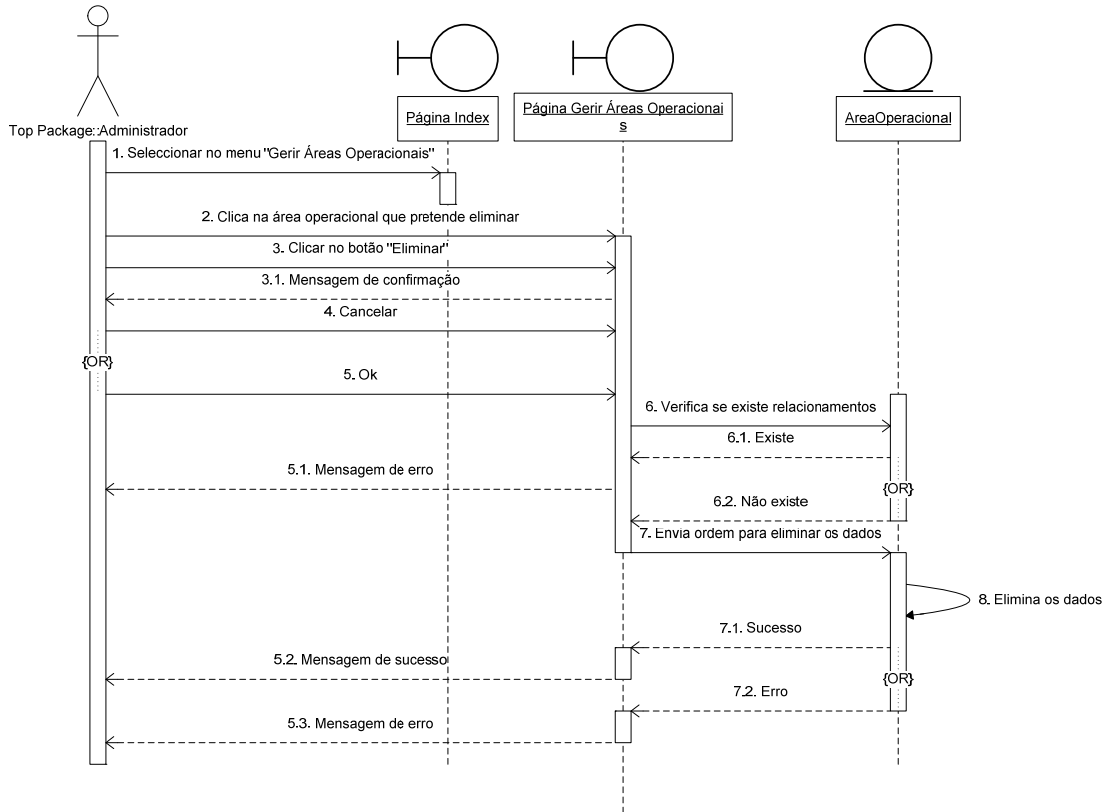 Página Index
Página Gerir Áreas Operacionai
s
AreaOperacional
Top Package::Administrador
1. Seleccionar no menu "Gerir Áreas Operacionais"
2. Clica na área operacional que pretende eliminar
3. Clicar no botão "Eliminar"
3.1. Mensagem de confirmação
4. Cancelar
{OR}
5. Ok
6. Verifica se existe relacionamentos
6.1. Existe
5.1. Mensagem de erro
{OR}
6.2. Não existe
7. Envia ordem para eliminar os dados
8. Elimina os dados
7.1. Sucesso
5.2. Mensagem de sucesso
{OR}
7.2. Erro
5.3. Mensagem de erro